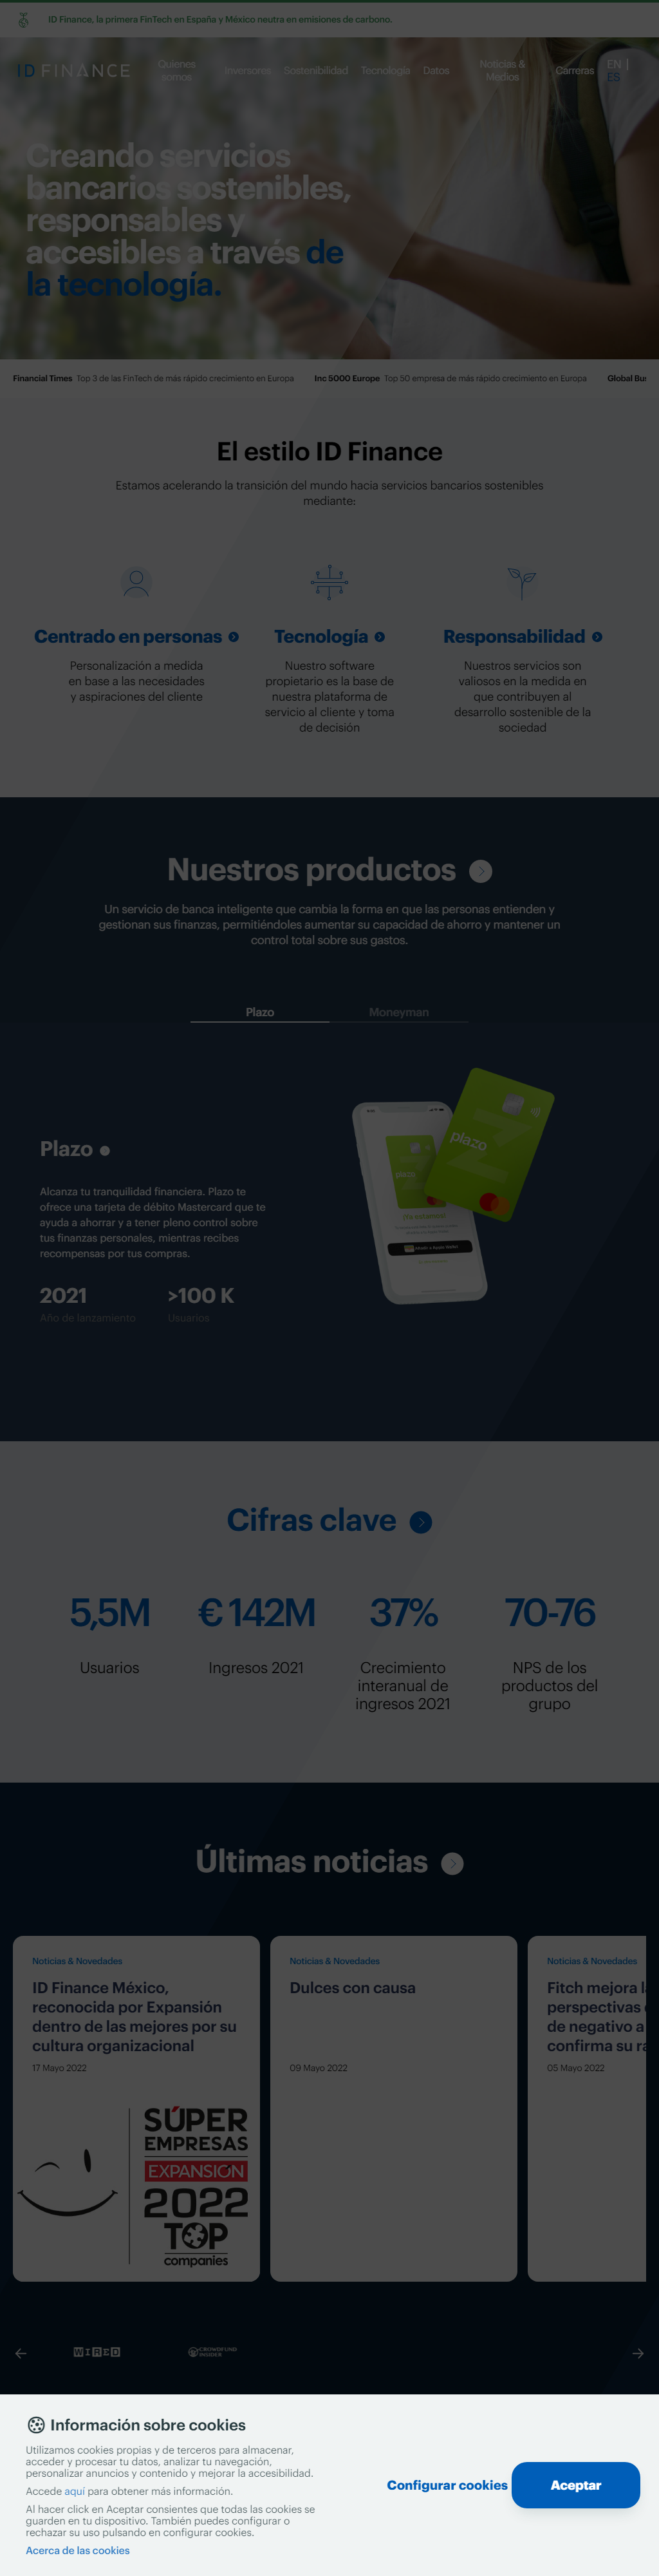 ID Finance, la primera FinTech en España y México neutra en emisiones de carbono.
ID FINANCE
Quienes
somos
Inversores
Sostenibilidad
Tecnología
Datos
Noticias &
Medios
Carreras
EN |
ES
Creando servicios
bancarios sostenibles,
responsables y
accesibles a través de
la tecnología.
Financial Times Top 3 de las FinTech de más rápido crecimiento en Europa
Inc 5000 Europe Top 50 empresa de más rápido crecimiento en Europa
Global Bus
El estilo ID Finance
Estamos acelerando la transición del mundo hacia servicios bancarios sostenibles
mediante:
Centrado en personas
Personalización a medida
en base a las necesidades
y aspiraciones del cliente
Tecnología
Nuestro software
propietario es la base de
nuestra plataforma de
servicio al cliente y toma
de decisión
Responsabilidad
Nuestros servicios son
valiosos en la medida en
que contribuyen al
desarrollo sostenible de la
sociedad
Nuestros productos
Un servicio de banca inteligente que cambia la forma en que las personas entienden y
gestionan sus finanzas, permitiéndoles aumentar su capacidad de ahorro y mantener un
control total sobre sus gastos.
Plazo
Moneyman
Plazo
Alcanza tu tranquilidad financiera. Plazo te
ofrece una tarjeta de débito Mastercard que te
ayuda a ahorrar y a tener pleno control sobre
tus finanzas personales, mientras recibes
recompensas por tus compras.
2021
Año de lanzamiento
>100 K
Usuarios
plazo
plazo
Cifras clave
5,5M
Usuarios
€ 142M
Ingresos 2021
37%
Crecimiento
interanual de
ingresos 2021
70-76
NPS de los
productos del
grupo
Últimas noticias
Noticias & Novedades
ID Finance México,
reconocida por Expansión
dentro de las mejores por su
cultura organizacional
17 Mayo 2022
SÚPER
EMPRESAS
EXPANSIÓN
2022
TOP
companies
Noticias & Novedades
Dulces con causa
09 Mayo 2022
Noticias & Novedades
Fitch mejora l
perspectivas
de negativo a
confirma su ra
05 Mayo 2022
WIRED
CROWDFUND
INSIDER
Información sobre cookies
Utilizamos cookies propias y de terceros para almacenar,
acceder y procesar tu datos, analizar tu navegación,
personalizar anuncios y contenido y mejorar la accesibilidad.
Accede aquí para obtener más información.
Al hacer click en Aceptar consientes que todas las cookies se
guarden en tu dispositivo. También puedes configurar o
rechazar su uso pulsando en configurar cookies.
Acerca de las cookies
Configurar cookies
Aceptar